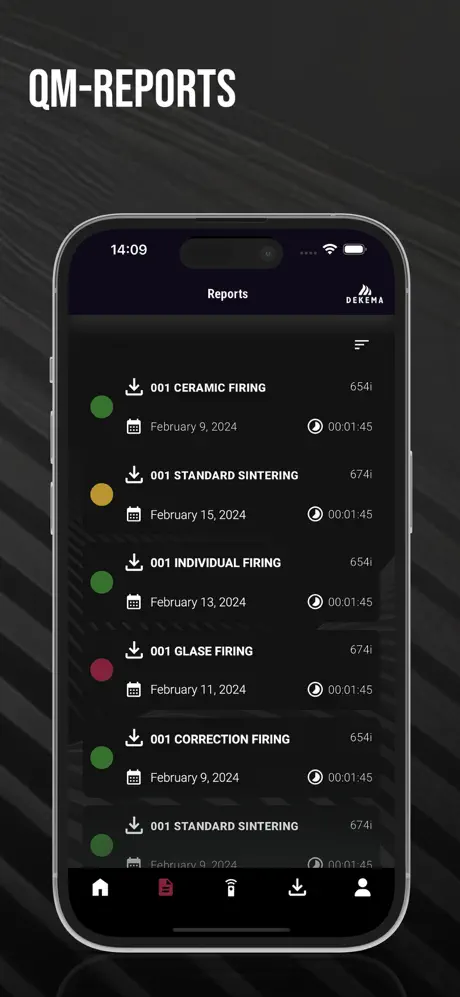 QM-REPORTS
14:09
Reports
DEKEMA
001 CERAMIC FIRING 654i
February 9, 2024 00:01:45
001 STANDARD SINTERING 674i
February 15, 2024 00:01:45
001 INDIVIDUAL FIRING 654i
February 13, 2024 00:01:45
001 GLASE FIRING 674i
February 11, 2024 00:01:45
001 CORRECTION FIRING 654i
February 9, 2024 00:01:45
001 STANDARD SINTERING 674i
February 9, 2024 00:01:45